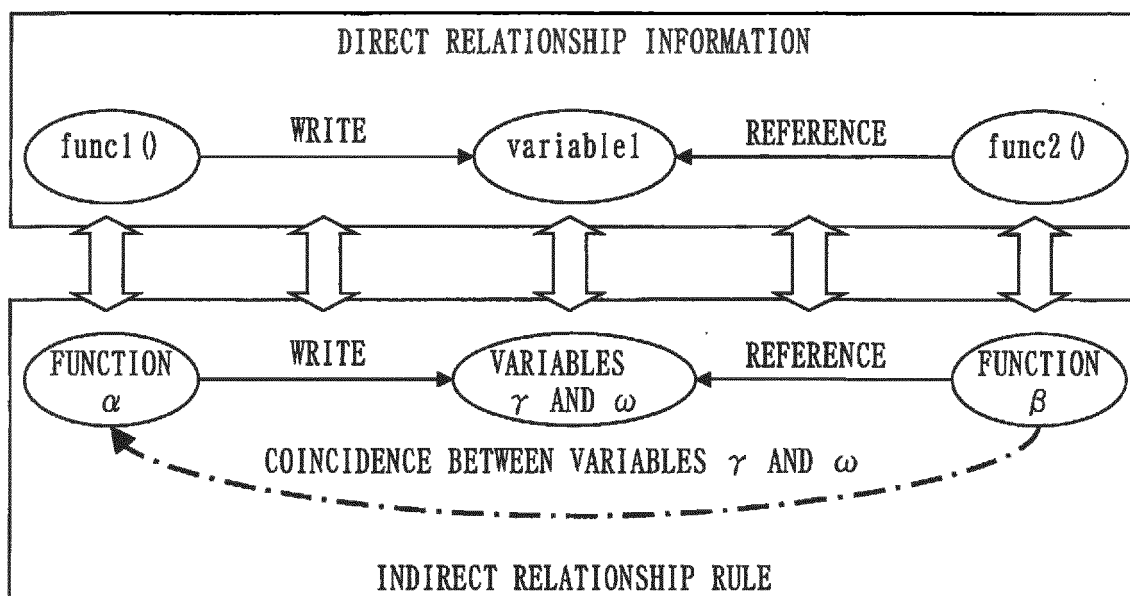 DIRECT RELATIONSHIP INFORMATION
func1()
WRITE
variable1
REFERENCE
func2()
FUNCTION
α
WRITE
VARIABLES
γ AND ω
REFERENCE
FUNCTION
β
COINCIDENCE BETWEEN VARIABLES γ AND ω
INDIRECT RELATIONSHIP RULE